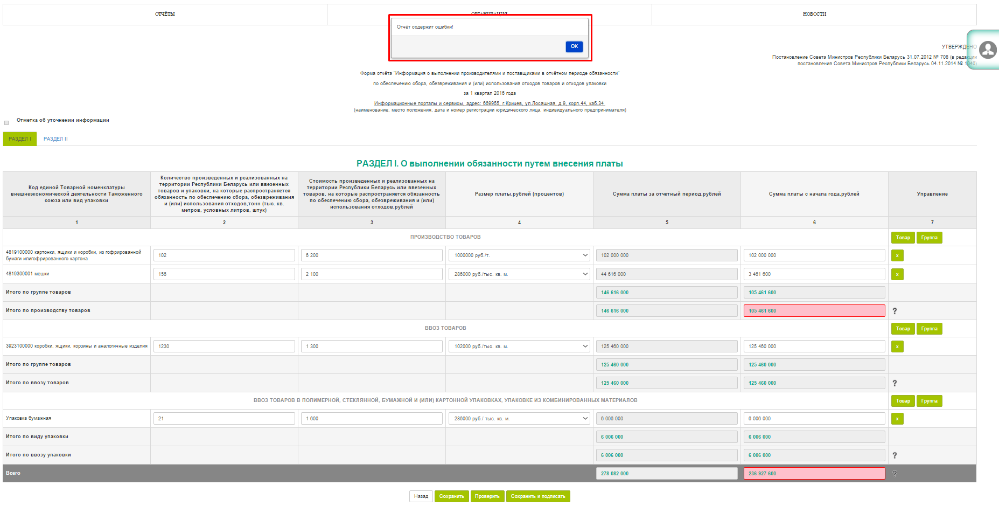 ОТЧЁТЫ
ОРГАНИЗАЦИЯ
НОВОСТИ
Отчёт содержит ошибки!
OK
УТВЕРЖДЕНО
Постановление Совета Министров Республики Беларусь 31.07.2012 № 708 (в редакции
постановления Совета Министров Республики Беларусь 04.11.2014 № 1040)
Форма отчёта "Информация о выполнении производителями и поставщиками в отчётном периоде обязанности"
по обеспечению сбора, обезвреживания и (или) использования отходов товаров и отходов упаковки
за 1 квартал 2016 года
Информационные порталы и сервисы, адрес: 669955, г.Кричев, ул.Лосяшная, д.9, корп.44, каб.34
(наименование, место положения, дата и номер регистрации юридического лица, индивидуального предпринимателя)
Отметка об уточнении информации
РАЗДЕЛ I
РАЗДЕЛ II
РАЗДЕЛ I. О выполнении обязанности путем внесения платы
Код единой Товарной номенклатуры
внешнеэкономической деятельности Таможенного
союза или вид упаковки
Количество произведенных и реализованных на
территории Республики Беларусь или ввезенных
товаров и упаковки, на которые распространяется
обязанность по обеспечению сбора, обезвреживания
и (или) использования отходов,тонн (тыс. кв.
метров, условных литров, штук)
Стоимость произведенных и реализованных на
территории Республики Беларусь или ввезенных
товаров, на которые распространяется обязанность
по обеспечению сбора, обезвреживания и (или)
использования отходов,рублей
Размер платы,рублей (процентов)
Сумма платы за отчетный период,рублей
Сумма платы с начала года,рублей
Управление
1
2
3
4
5
6
7
ПРОИЗВОДСТВО ТОВАРОВ
Товар
Группа
4819100000 картонки, ящики и коробки, из гофрированной
бумаги илигофрированного картона
102
6 200
1000000 руб./т.
102 000 000
102 000 000
x
4819300001 мешки
156
2 100
286000 руб./тыс. кв. м.
44 616 000
3 461 600
x
Итого по группе товаров
146 616 000
105 461 600
Итого по производству товаров
146 616 000
105 461 600
?
ВВОЗ ТОВАРОВ
Товар
Группа
3923100000 коробки, ящики, корзины и аналогичные изделия
1230
1 300
102000 руб./тыс. кв. м.
125 460 000
125 460 000
x
Итого по группе товаров
125 460 000
125 460 000
Итого по ввозу товаров
125 460 000
125 460 000
?
ВВОЗ ТОВАРОВ В ПОЛИМЕРНОЙ, СТЕКЛЯННОЙ, БУМАЖНОЙ И (ИЛИ) КАРТОННОЙ УПАКОВКАХ, УПАКОВКЕ ИЗ КОМБИНИРОВАННЫХ МАТЕРИАЛОВ
Товар
Группа
Упаковка бумажная
21
1 600
286000 руб./ тыс. кв. м.
6 006 000
6 006 000
x
Итого по виду упаковки
6 006 000
6 006 000
Итого по ввозу упаковки
6 006 000
6 006 000
?
Всего
278 082 000
236 927 600
?
Назад
Сохранить
Проверить
Сохранить и подписать